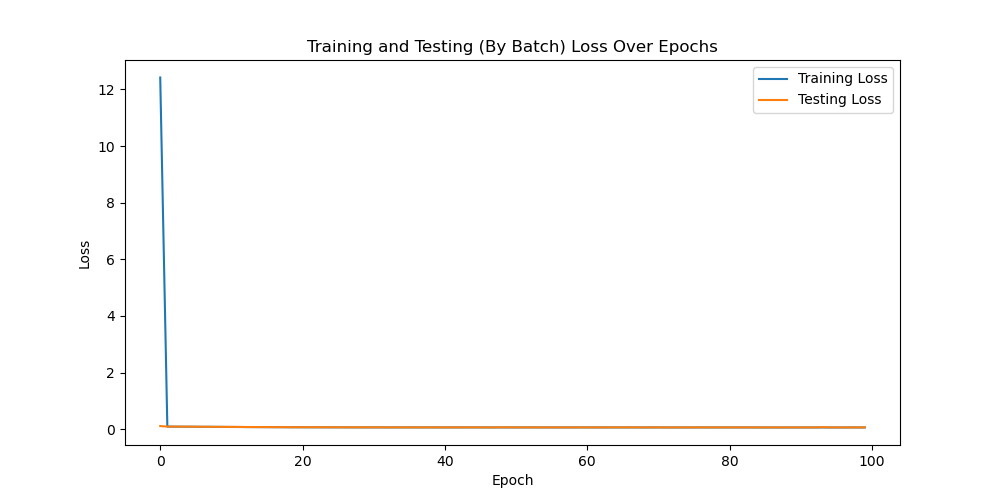 Training and Testing (By Batch) Loss Over Epochs
Training Loss
Testing Loss
12
10
8
6
4
2
0
Loss
0 20 40 60 80 100
Epoch